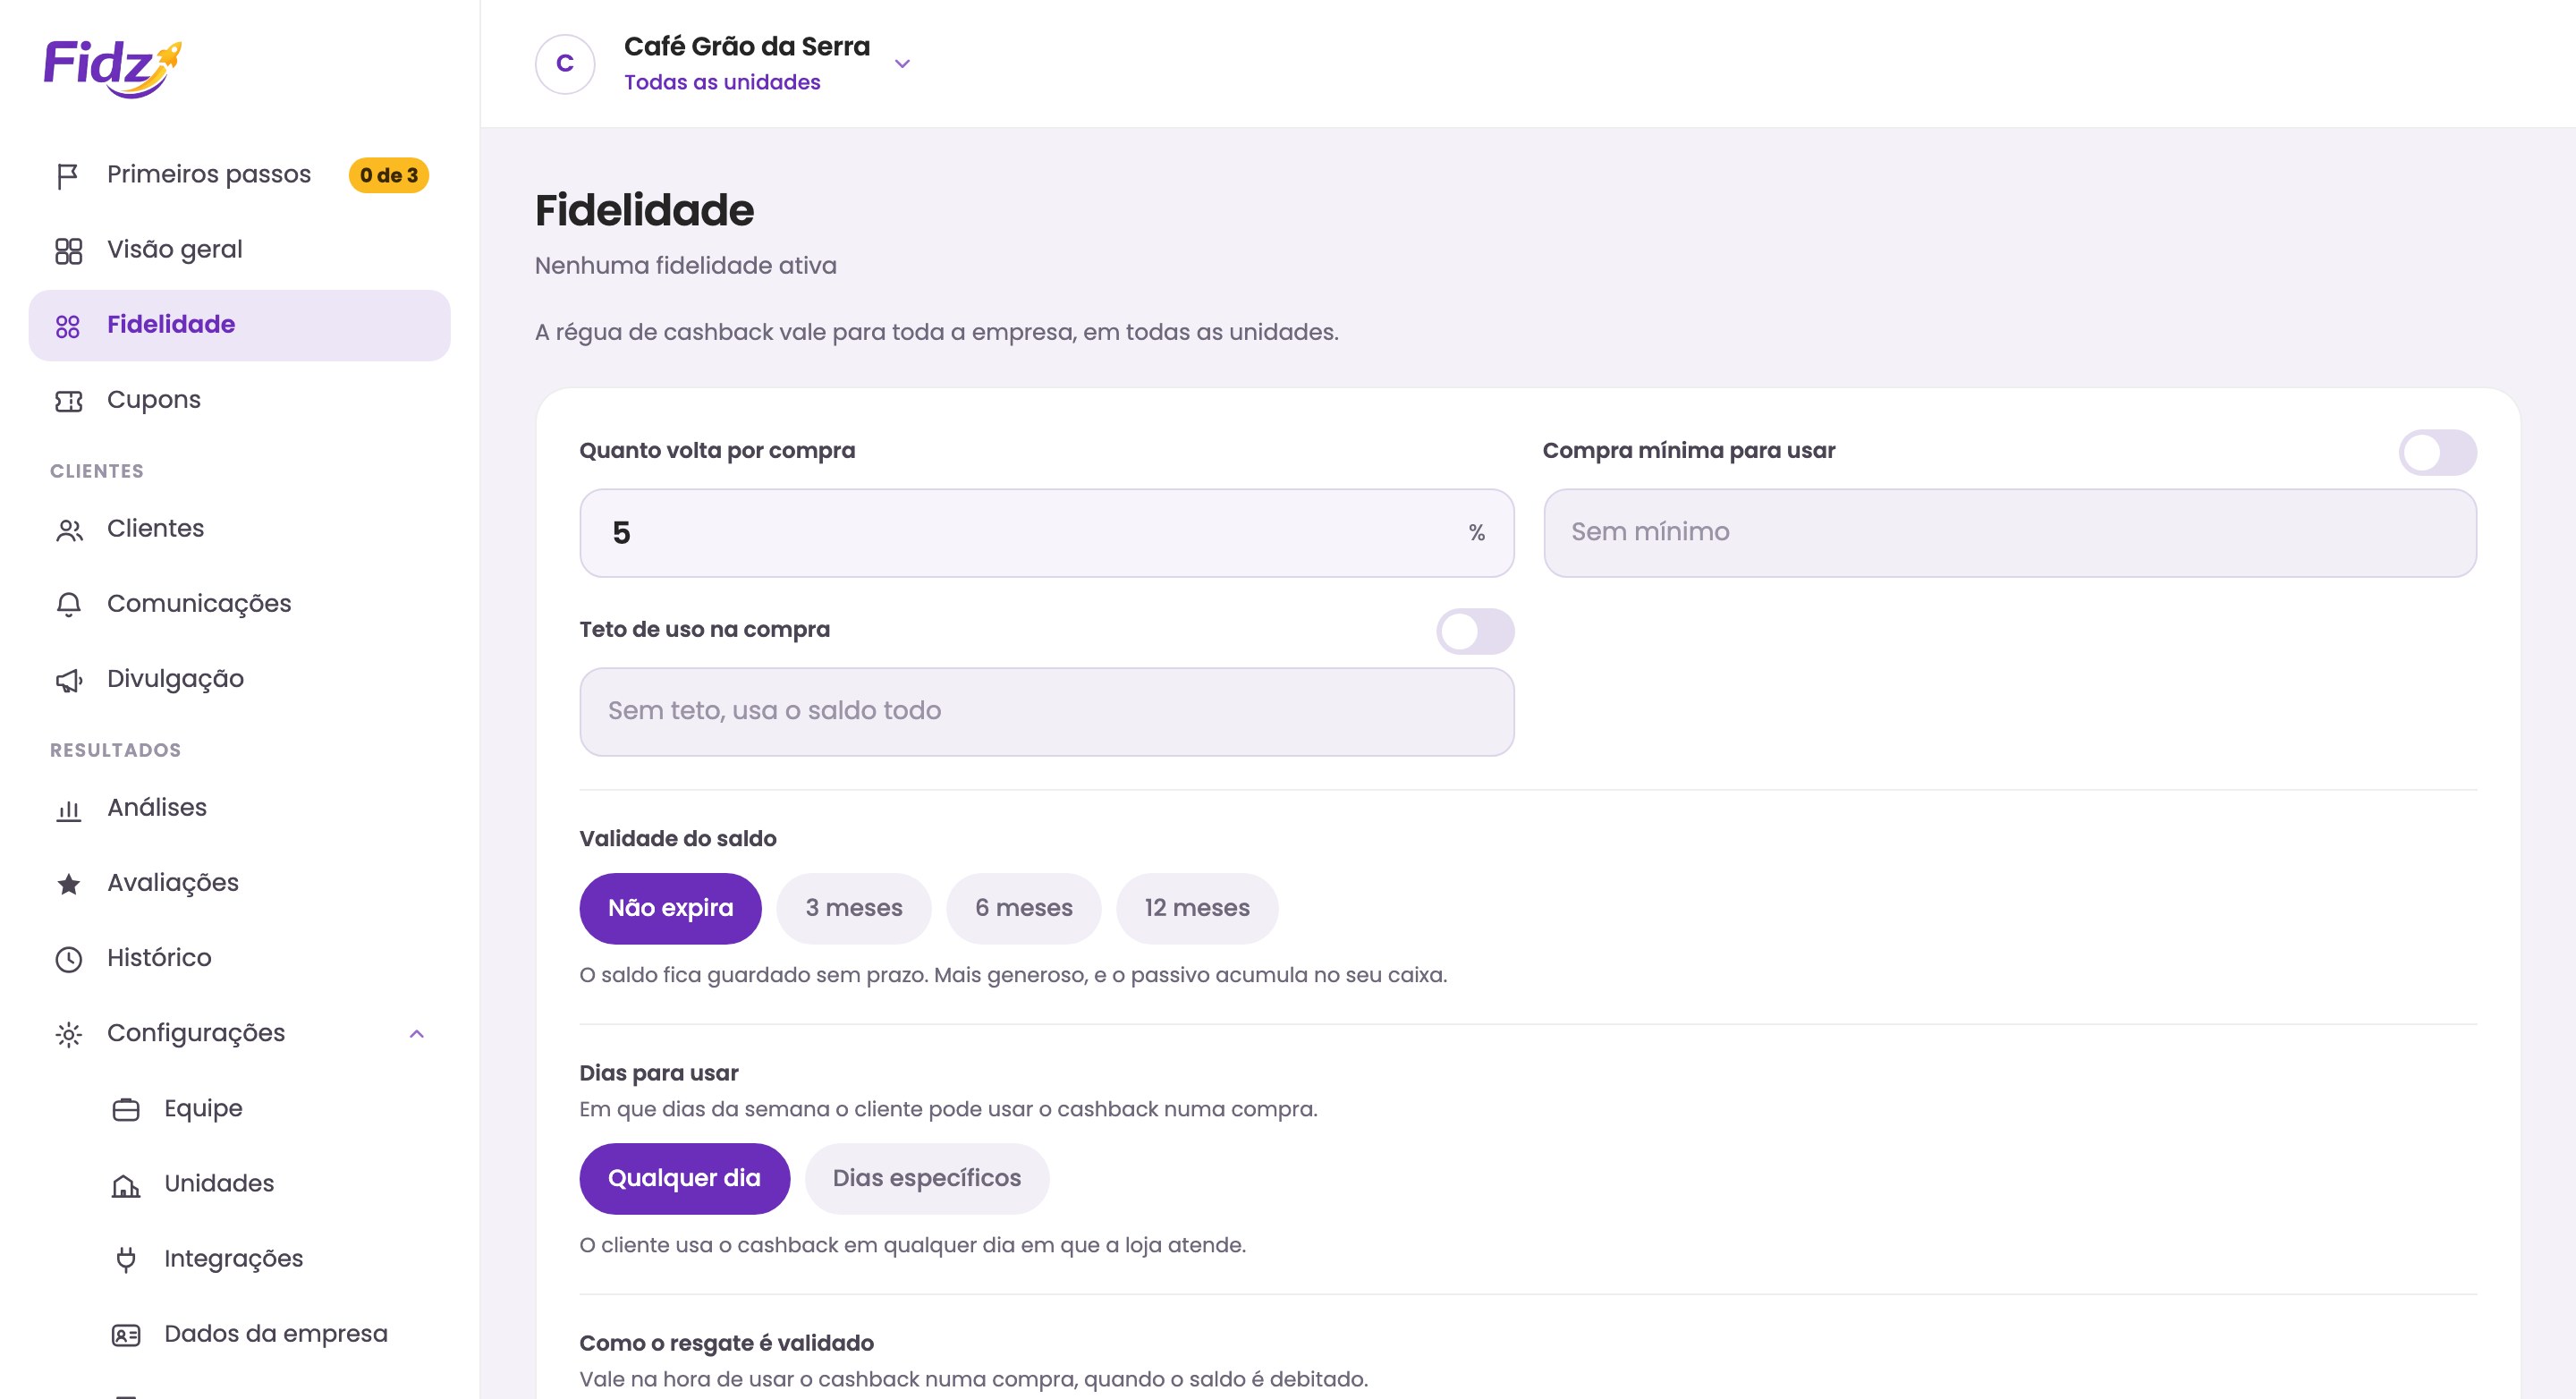 Fidz
Primeiros passos
0 de 3
Visão geral
Fidelidade
Cupons
CLIENTES
Clientes
Comunicações
Divulgação
RESULTADOS
Análises
Avaliações
Histórico
Configurações
Equipe
Unidades
Integrações
Dados da empresa
C
Café Grão da Serra
Todas as unidades
Fidelidade
Nenhuma fidelidade ativa
A régua de cashback vale para toda a empresa, em todas as unidades.
Quanto volta por compra
5
%
Compra mínima para usar
Sem mínimo
Teto de uso na compra
Sem teto, usa o saldo todo
Validade do saldo
Não expira
3 meses
6 meses
12 meses
O saldo fica guardado sem prazo. Mais generoso, e o passivo acumula no seu caixa.
Dias para usar
Em que dias da semana o cliente pode usar o cashback numa compra.
Qualquer dia
Dias específicos
O cliente usa o cashback em qualquer dia em que a loja atende.
Como o resgate é validado
Vale na hora de usar o cashback numa compra, quando o saldo é debitado.